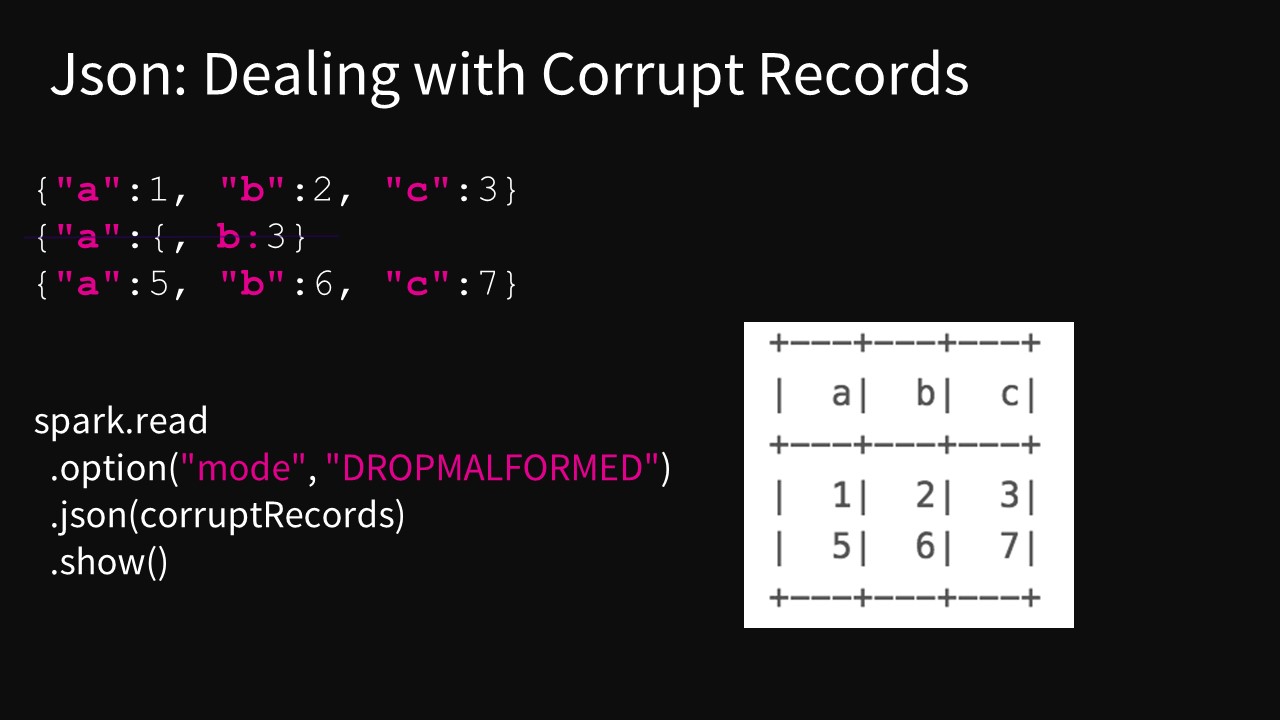 Json: Dealing with Corrupt Records
{"a":1, "b":2, "c":3}
{"a":{, b:3}
{"a":5, "b":6, "c":7}
spark.read
.option("mode", "DROPMALFORMED")
.json(corruptRecords)
.show()
+---+---+---+
|  a|  b|  c|
+---+---+---+
|  1|  2|  3|
|  5|  6|  7|
+---+---+---+